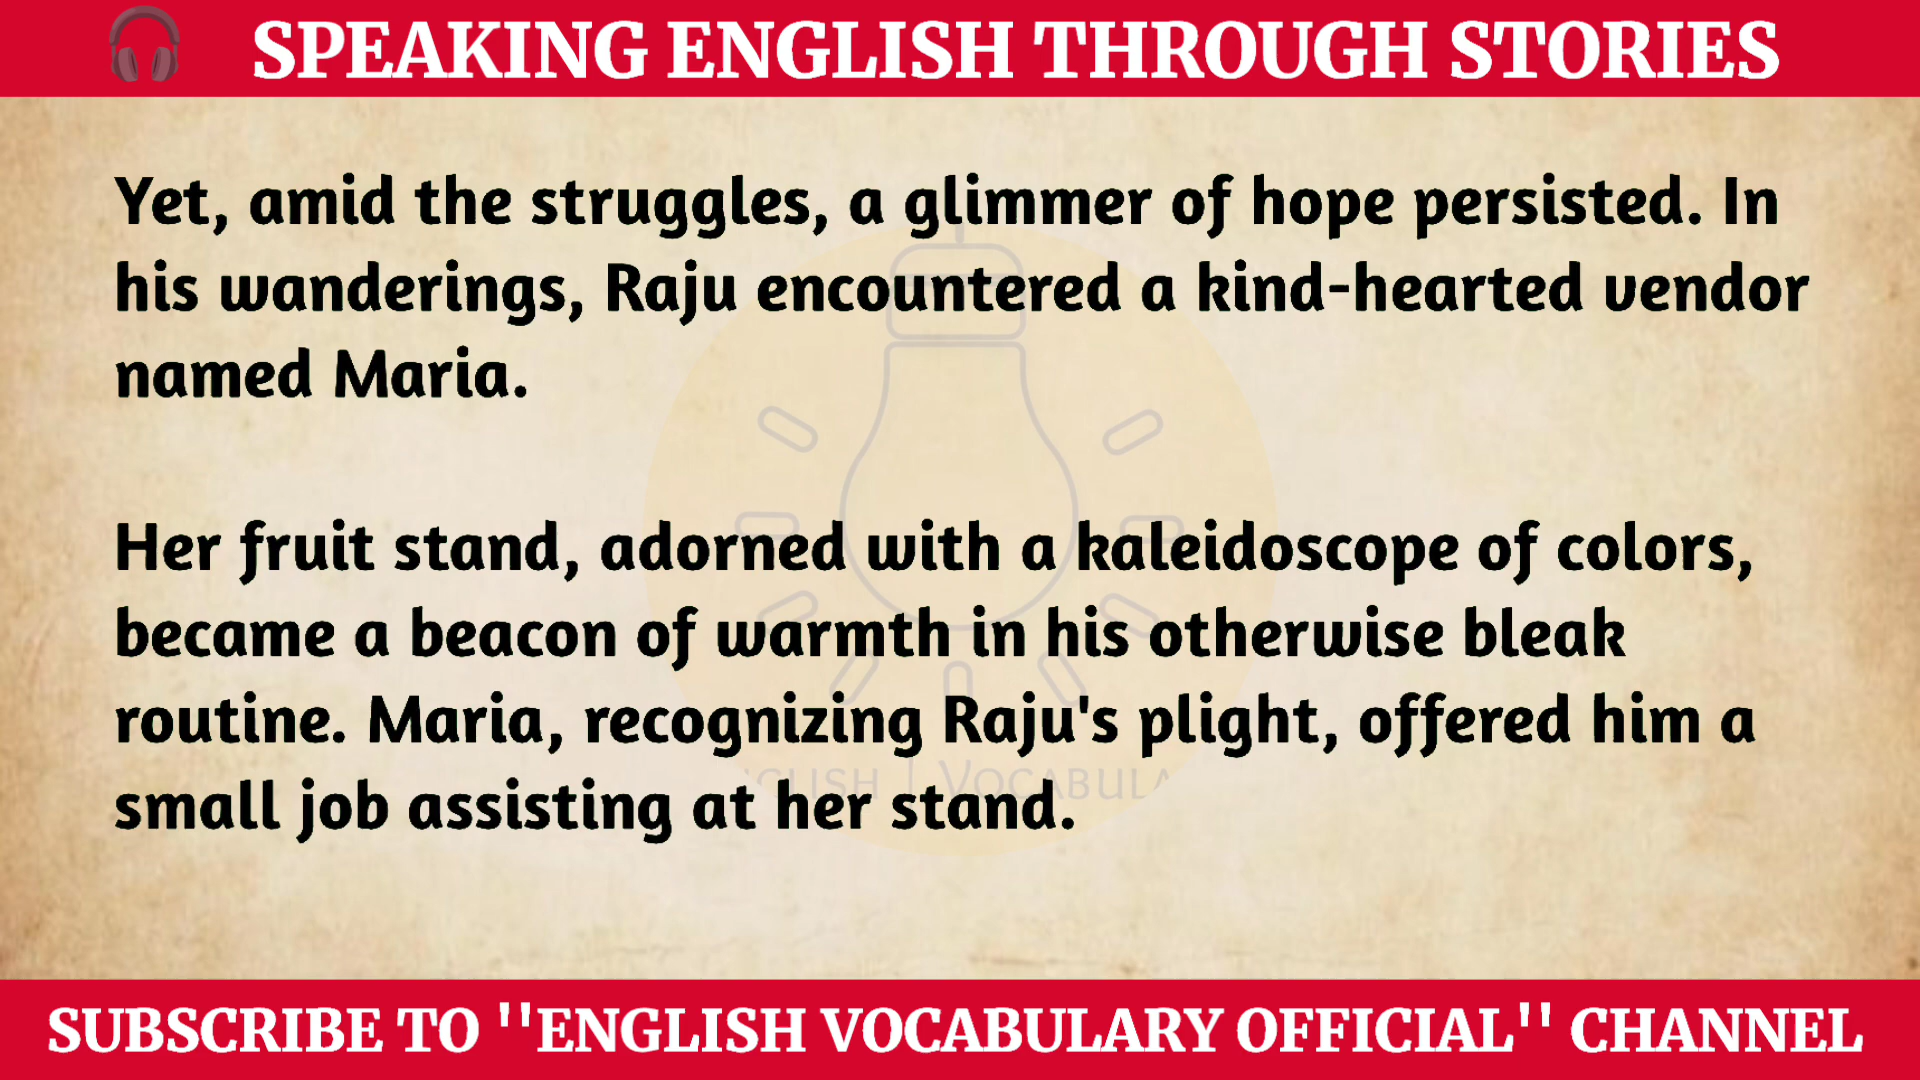 SPEAKING ENGLISH THROUGH STORIES
Yet, amid the struggles, a glimmer of hope persisted. In
his wanderings, Raju encountered a kind-hearted vendor
named Maria.
Her fruit stand, adorned with a kaleidoscope of colors,
became a beacon of warmth in his otherwise bleak
routine. Maria, recognizing Raju's plight, offered him a
small job assisting at her stand.
SUBSCRIBE TO "ENGLISH VOCABULARY OFFICIAL" CHANNEL